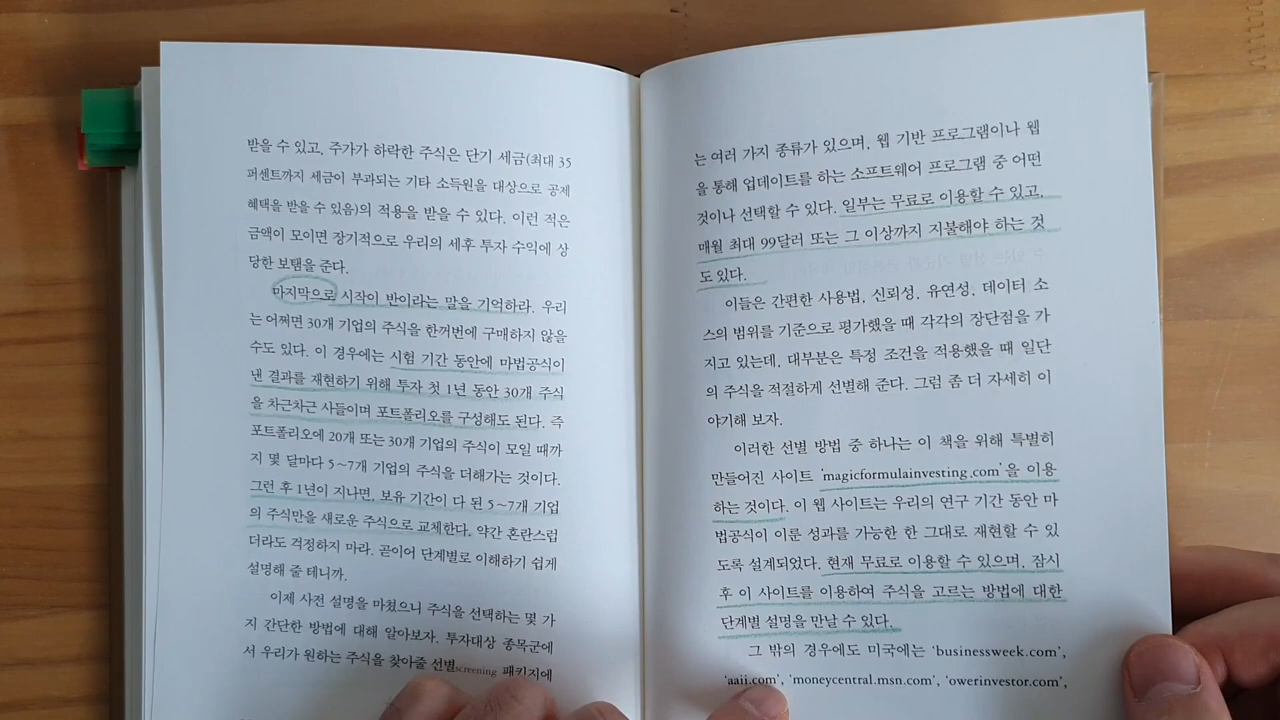 받을 수 있고, 주가가 하락한 주식은 단기 세금(최대 35
퍼센트까지 세금이 부과되는 기타 소득원을 대상으로 공제
혜택을 받을 수 있음)의 적용을 받을 수 있다. 이런 적은
금액이 모이면 장기적으로 우리의 세후 투자 수익에 상
당한 보탬을 준다.
마지막으로 시작이 반이라는 말을 기억하라. 우리
는 어쩌면 30개 기업의 주식을 한꺼번에 구매하지 않을
수도 있다. 이 경우에는 시험 기간 동안에 마법공식이
낸 결과를 재현하기 위해 투자 첫 1년 동안 30개 주식
을 차근차근 사들이며 포트폴리오를 구성해도 된다. 즉
포트폴리오에 20개 또는 30개 기업의 주식이 모일 때까
지 몇 달마다 5~7개 기업의 주식을 더해가는 것이다.
그런 후 1년이 지나면, 보유 기간이 다 된 5~7개 기업
의 주식만을 새로운 주식으로 교체한다. 약간 혼란스럽
더라도 걱정하지 마라. 곧이어 단계별로 이해하기 쉽게
설명해 줄 테니까.
이제 사전 설명을 마쳤으니 주식을 선택하는 몇 가
지 간단한 방법에 대해 알아보자. 투자대상 종목군에
서 우리가 원하는 주식을 찾아줄 선별screening 패키지에
는 여러 가지 종류가 있으며, 웹 기반 프로그램이나 웹
을 통해 업데이트를 하는 소프트웨어 프로그램 중 어떤
것이나 선택할 수 있다. 일부는 무료로 이용할 수 있고,
매월 최대 99달러 또는 그 이상까지 지불해야 하는 것
도 있다.
이들은 간편한 사용법, 신뢰성, 유연성, 데이터 소
스의 범위를 기준으로 평가했을 때 각각의 장단점을 가
지고 있는데, 대부분은 특정 조건을 적용했을 때 일단
의 주식을 적절하게 선별해 준다. 그럼 좀 더 자세히 이
야기해 보자.
이러한 선별 방법 중 하나는 이 책을 위해 특별히
만들어진 사이트 'magicformulainvesting.com'을 이용
하는 것이다. 이 웹 사이트는 우리의 연구 기간 동안 마
법공식이 이룬 성과를 가능한 한 그대로 재현할 수 있
도록 설계되었다. 현재 무료로 이용할 수 있으며, 잠시
후 이 사이트를 이용하여 주식을 고르는 방법에 대한
단계별 설명을 만날 수 있다.
그 밖의 경우에도 미국에는 'businessweek.com',
'aaii.com', 'moneycentral.msn.com', 'owerinvestor.com',